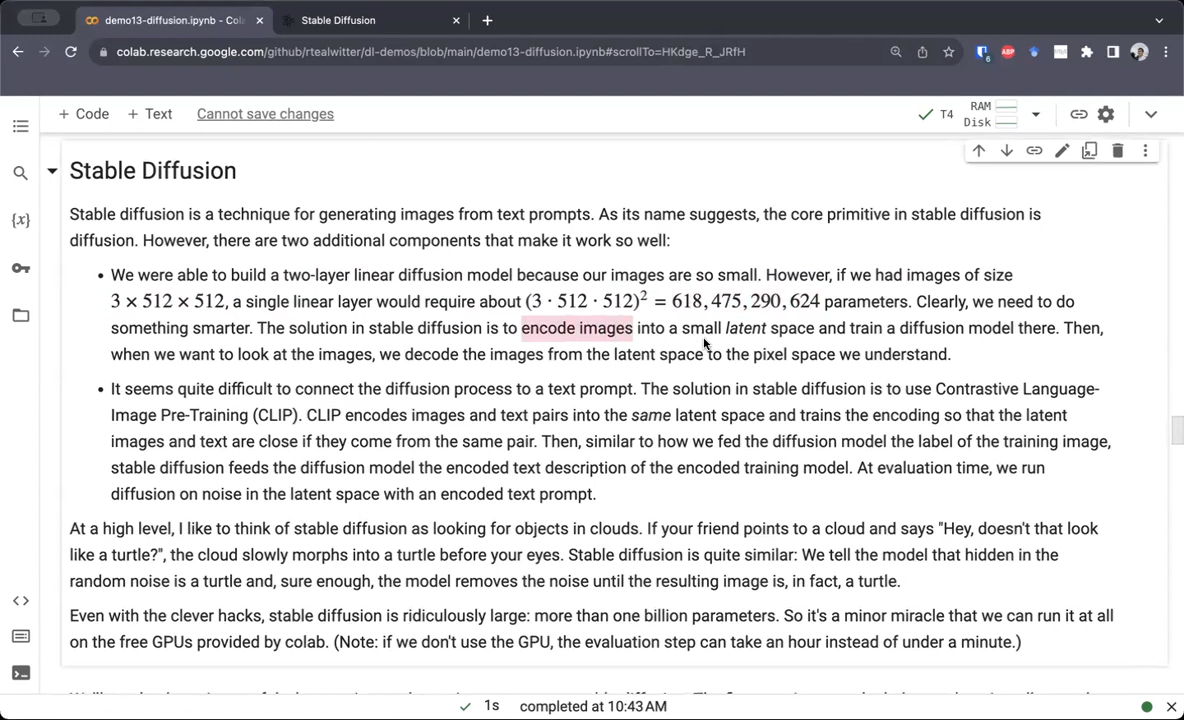 demo13-diffusion.ipynb - Cola
Stable Diffusion
colab.research.google.com/github/rtealwitter/dl-demos/blob/main/demo13-diffusion.ipynb#scrollTo=HKdge_R_JRfH
6
ABP
+ Code + Text Cannot save changes
T4
RAM
Disk
Stable Diffusion
Stable diffusion is a technique for generating images from text prompts. As its name suggests, the core primitive in stable diffusion is
diffusion. However, there are two additional components that make it work so well:
• We were able to build a two-layer linear diffusion model because our images are so small. However, if we had images of size
3 × 512 × 512, a single linear layer would require about (3 · 512 · 512)² = 618, 475, 290, 624 parameters. Clearly, we need to do
something smarter. The solution in stable diffusion is to encode images into a small latent space and train a diffusion model there. Then,
when we want to look at the images, we decode the images from the latent space to the pixel space we understand.
• It seems quite difficult to connect the diffusion process to a text prompt. The solution in stable diffusion is to use Contrastive Language-
Image Pre-Training (CLIP). CLIP encodes images and text pairs into the same latent space and trains the encoding so that the latent
images and text are close if they come from the same pair. Then, similar to how we fed the diffusion model the label of the training image,
stable diffusion feeds the diffusion model the encoded text description of the encoded training model. At evaluation time, we run
diffusion on noise in the latent space with an encoded text prompt.
At a high level, I like to think of stable diffusion as looking for objects in clouds. If your friend points to a cloud and says "Hey, doesn't that look
like a turtle?", the cloud slowly morphs into a turtle before your eyes. Stable diffusion is quite similar: We tell the model that hidden in the
random noise is a turtle and, sure enough, the model removes the noise until the resulting image is, in fact, a turtle.
Even with the clever hacks, stable diffusion is ridiculously large: more than one billion parameters. So it's a minor miracle that we can run it at all
on the free GPUs provided by colab. (Note: if we don't use the GPU, the evaluation step can take an hour instead of under a minute.)
1s completed at 10:43 AM